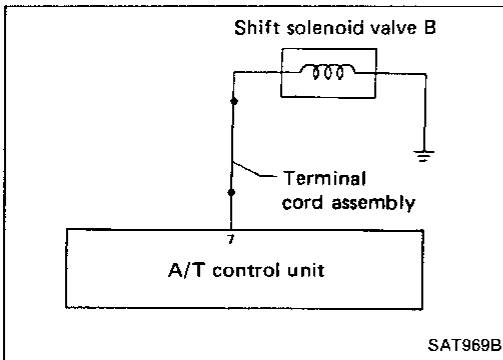 Shift solenoid valve B
Terminal
cord assembly
7
A/T control unit
SAT969B